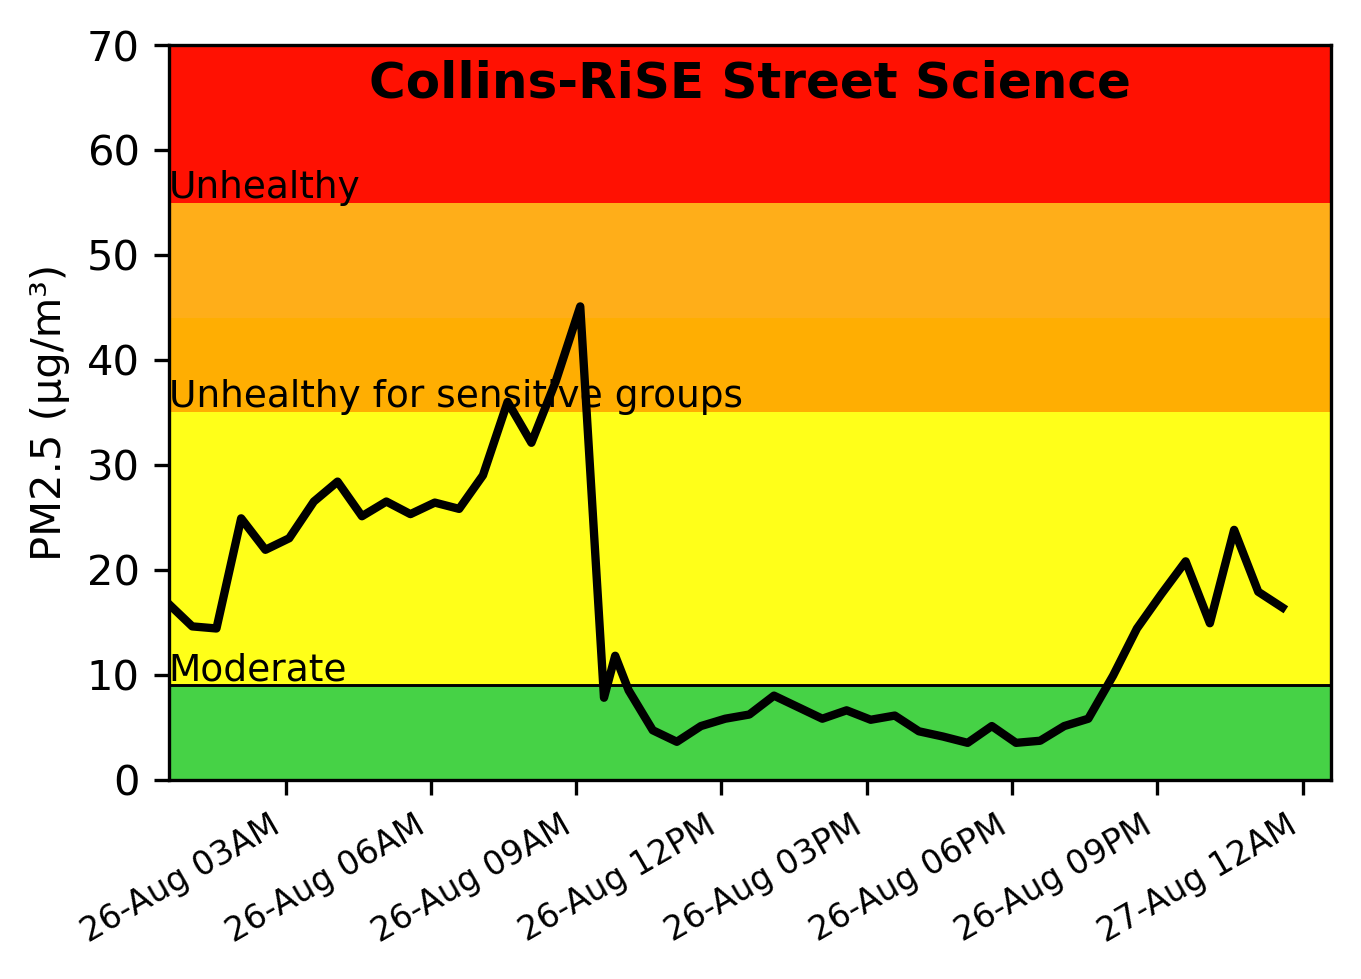 Collins-RiSE Street Science
70
60
Unhealthy
50
40
Unhealthy for sensitive groups
30
20
Moderate
10
0
PM2.5 (µg/m³)
26-Aug 03AM
26-Aug 06AM
26-Aug 09AM
26-Aug 12PM
26-Aug 03PM
26-Aug 06PM
26-Aug 09PM
27-Aug 12AM